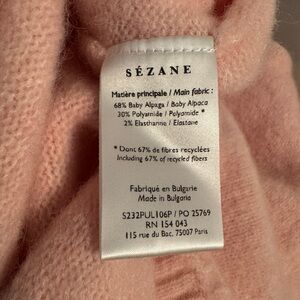 SÉZANE
Matière principale / Main fabric :
68% Baby Alpaga / Baby Alpaca
30% Polyamide / Polyamide *
2% Elasthanne / Elastane
* Dont 67% de fibres recyclées
Including 67% of recycled fibers
Fabriqué en Bulgarie
Made in Bulgaria
S232PUL106P / PO 25769
RN 154 043
115 rue du Bac, 75007 Paris